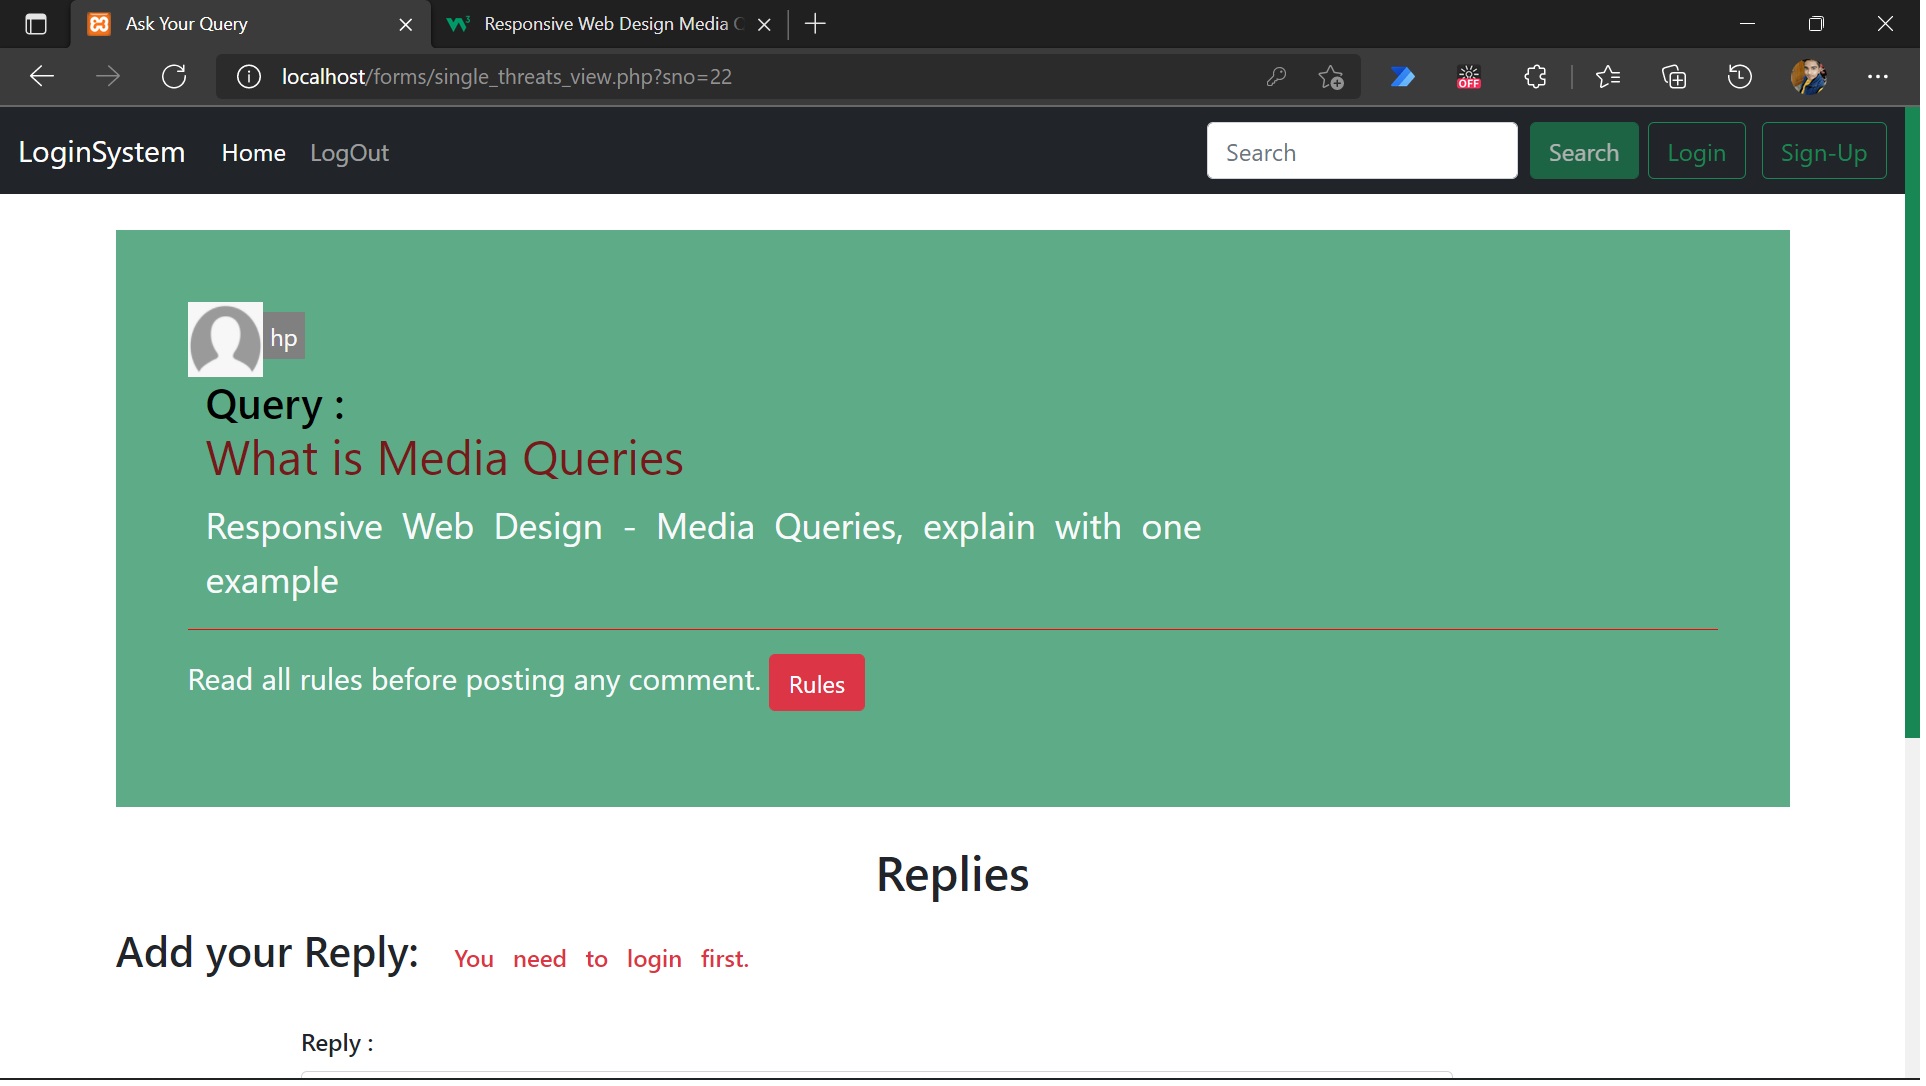 Ask Your Query
Responsive Web Design Media
localhost/forms/single_threats_view.php?sno=22
OFF
LoginSystem Home LogOut Search Search Login Sign-Up
hp
Query :
What is Media Queries
Responsive Web Design - Media Queries, explain with one
example
Read all rules before posting any comment. Rules
Replies
Add your Reply: You need to login first.
Reply :